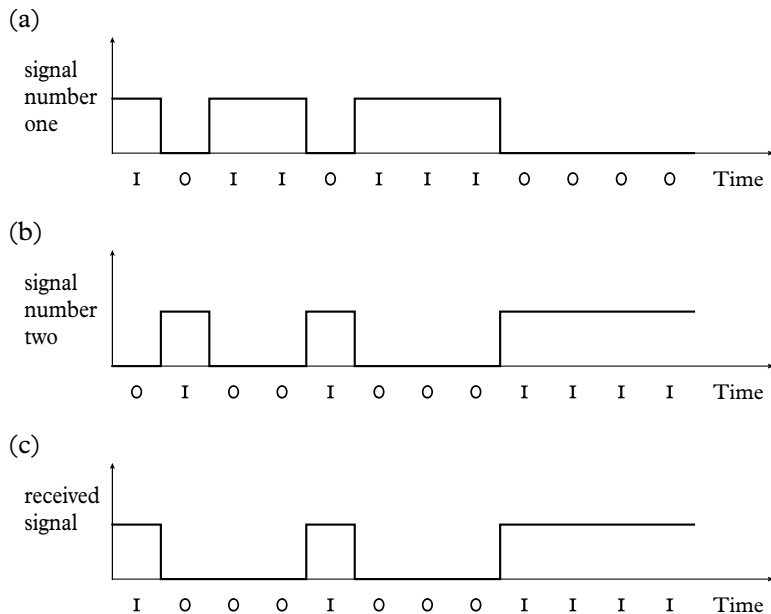 (a)
signal
number
one
I O I I O I I I O O O O Time
(b)
signal
number
two
O I O O I O O O I I I I Time
(c)
received
signal
I O O O I O O O I I I I Time